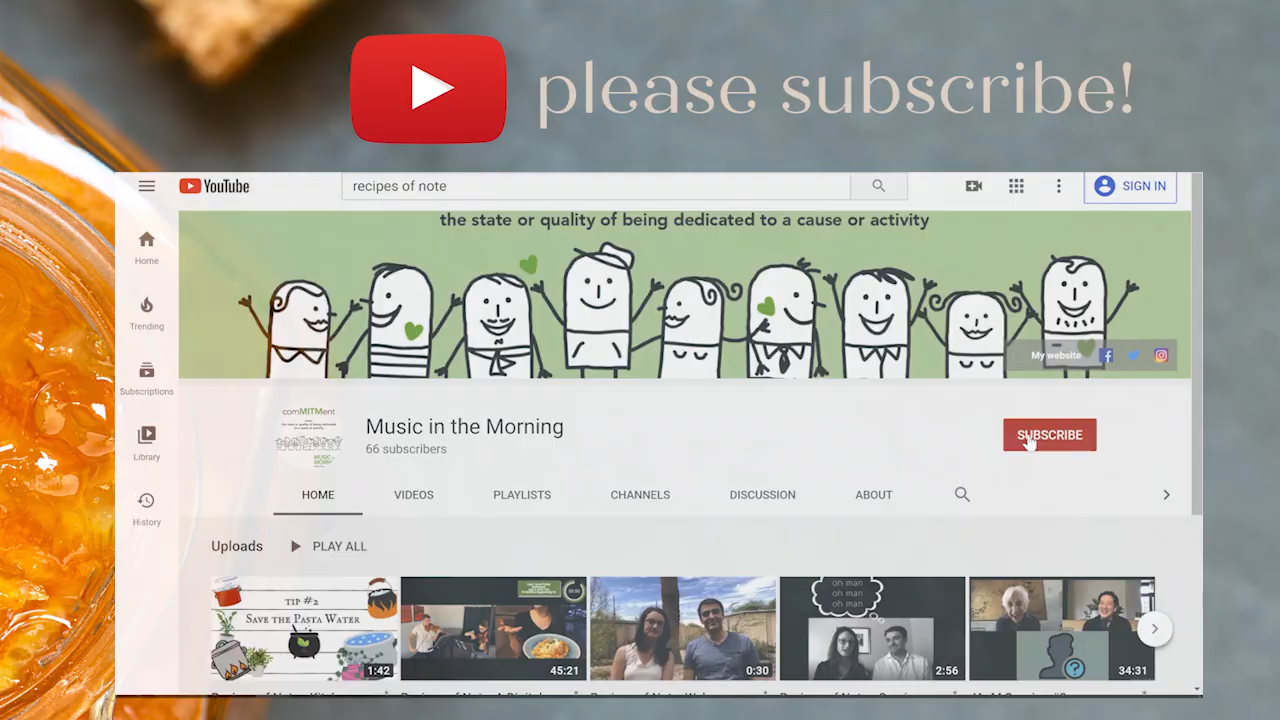 please subscribe!
YouTube
recipes of note
SIGN IN
the state or quality of being dedicated to a cause or activity
Home
Trending
Subscriptions
Library
History
My website
comMITMent
Music in the Morning
66 subscribers
SUBSCRIBE
HOME VIDEOS PLAYLISTS CHANNELS DISCUSSION ABOUT
Uploads PLAY ALL
TIP #2
SAVE THE PASTA WATER
1:42
45:21
0:30
oh man
oh man
oh man
2:56
34:31